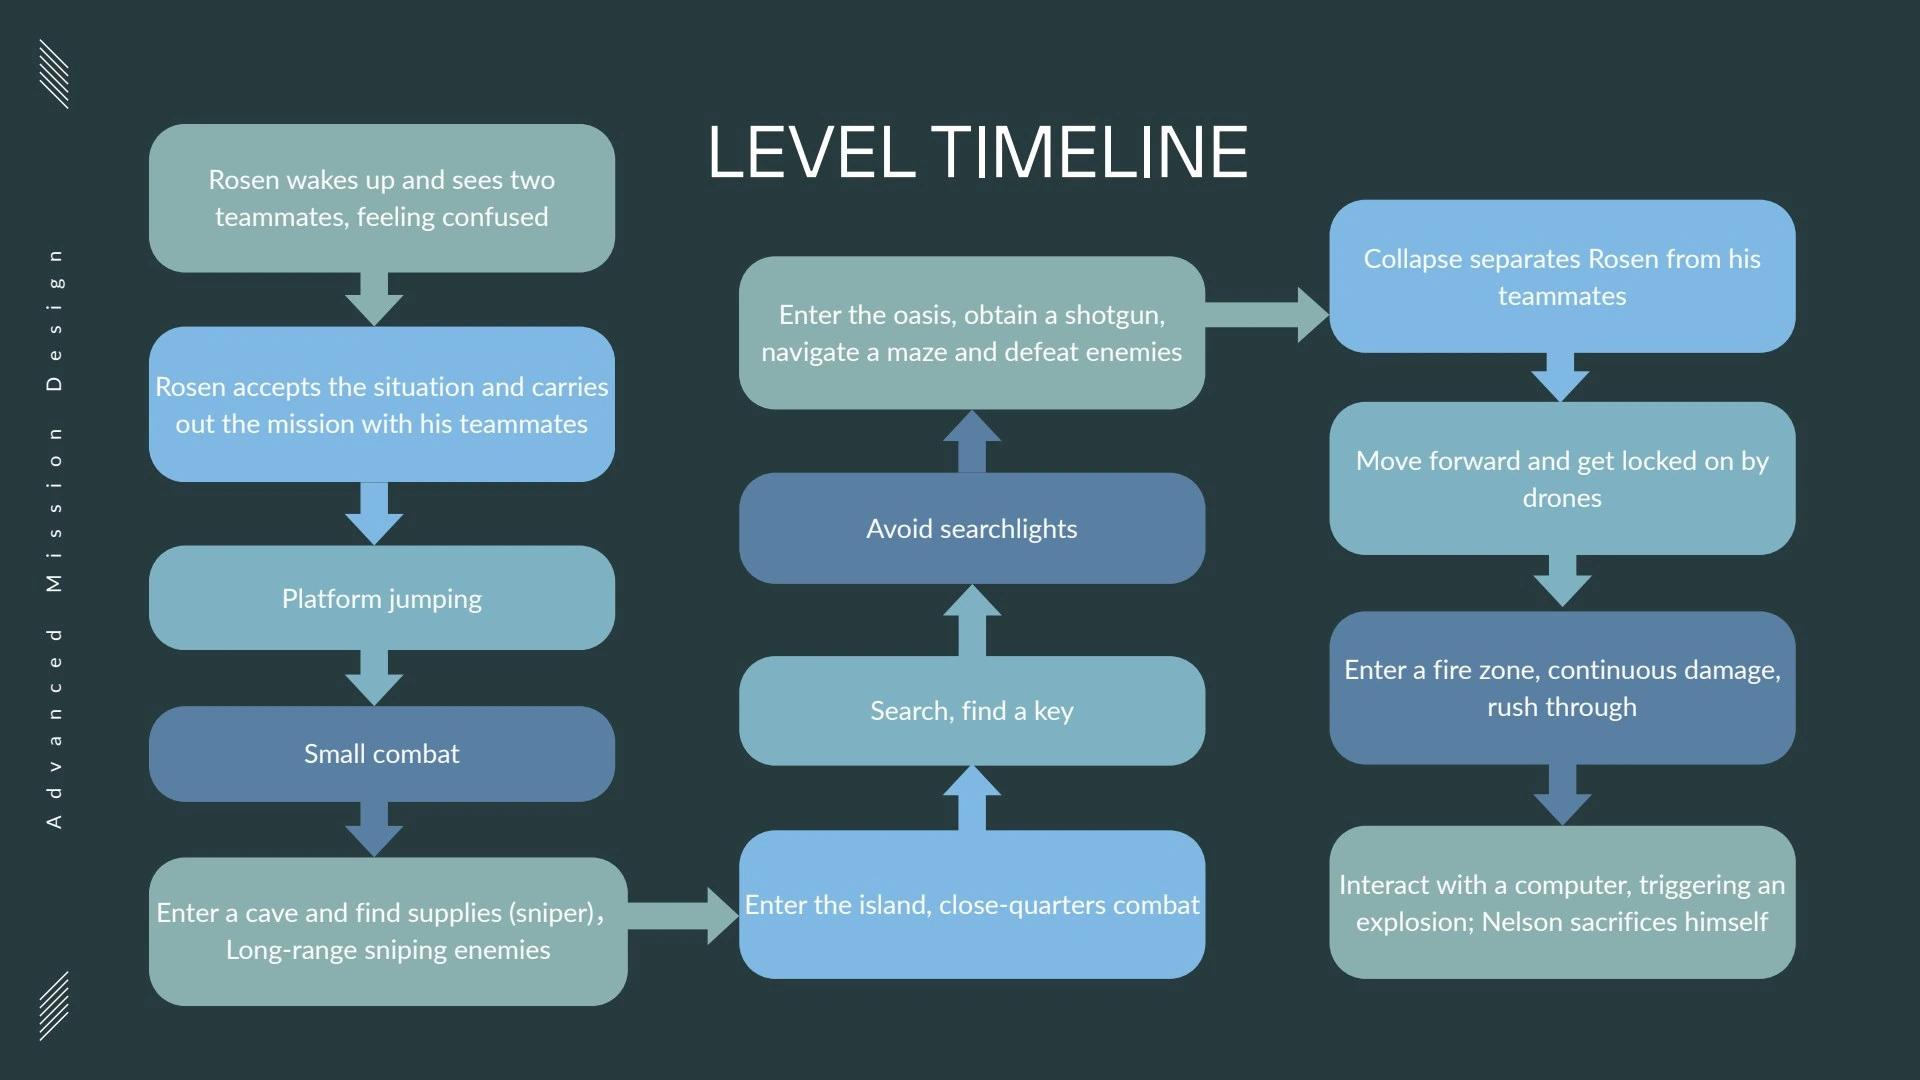 LEVEL TIMELINE
Advanced Mission Design
Rosen wakes up and sees two
teammates, feeling confused
Rosen accepts the situation and carries
out the mission with his teammates
Platform jumping
Small combat
Enter a cave and find supplies (sniper),
Long-range sniping enemies
Enter the island, close-quarters combat
Search, find a key
Avoid searchlights
Enter the oasis, obtain a shotgun,
navigate a maze and defeat enemies
Collapse separates Rosen from his
teammates
Move forward and get locked on by
drones
Enter a fire zone, continuous damage,
rush through
Interact with a computer, triggering an
explosion; Nelson sacrifices himself